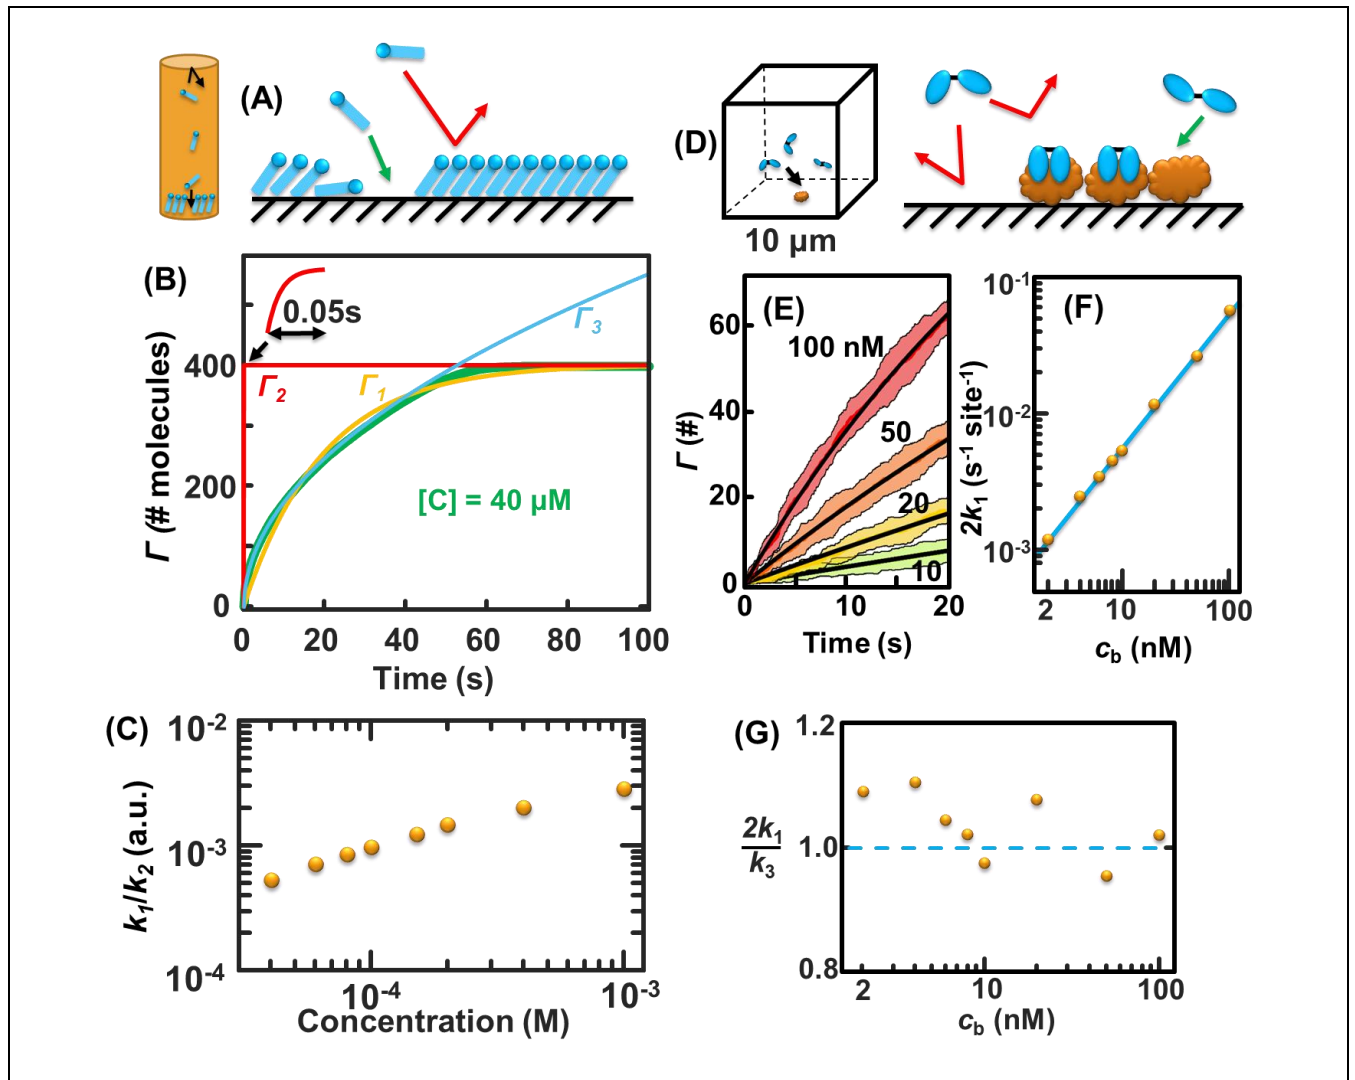 (A)
(D)
10 μm
(B)
0.05s
Γ3
Γ2
Γ1
[C] = 40 μM
Γ (# molecules)
400
200
0
0 20 40 60 80 100
Time (s)
(E)
100 nM
50
20
10
Γ (#)
60
40
20
0
0 10 20
Time (s)
(F)
2k1 (s-1 site-1)
10-1
10-2
10-3
2 10 100
cb (nM)
(C)
k1/k2 (a.u.)
10-2
10-3
10-4
10-4 10-3
Concentration (M)
(G)
2k1
k3
1.2
1.0
0.8
2 10 100
cb (nM)